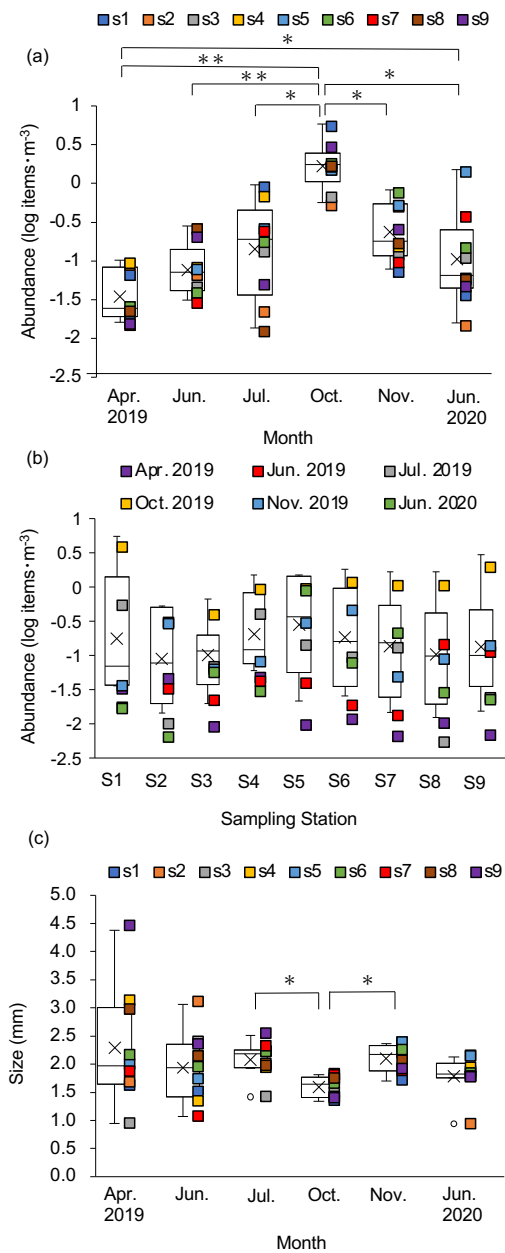 s1 s2 s3 s4 s5 s6 s7 s8 s9
(a)
*
**
** *
* *
Abundance (log items·m-3)
1
0.5
0
-0.5
-1
-1.5
-2
-2.5
Apr. Jun. Jul. Oct. Nov. Jun.
2019 2020
Month
(b)
Apr. 2019 Jun. 2019 Jul. 2019
Oct. 2019 Nov. 2019 Jun. 2020
Abundance (log items·m-3)
1
0.5
0
-0.5
-1
-1.5
-2
-2.5
S1 S2 S3 S4 S5 S6 S7 S8 S9
Sampling Station
(c)
s1 s2 s3 s4 s5 s6 s7 s8 s9
Size (mm)
5.0
4.5
4.0
3.5
3.0
2.5
2.0
1.5
1.0
0.5
0.0
* *
Apr. Jun. Jul. Oct. Nov. Jun.
2019 2020
Month